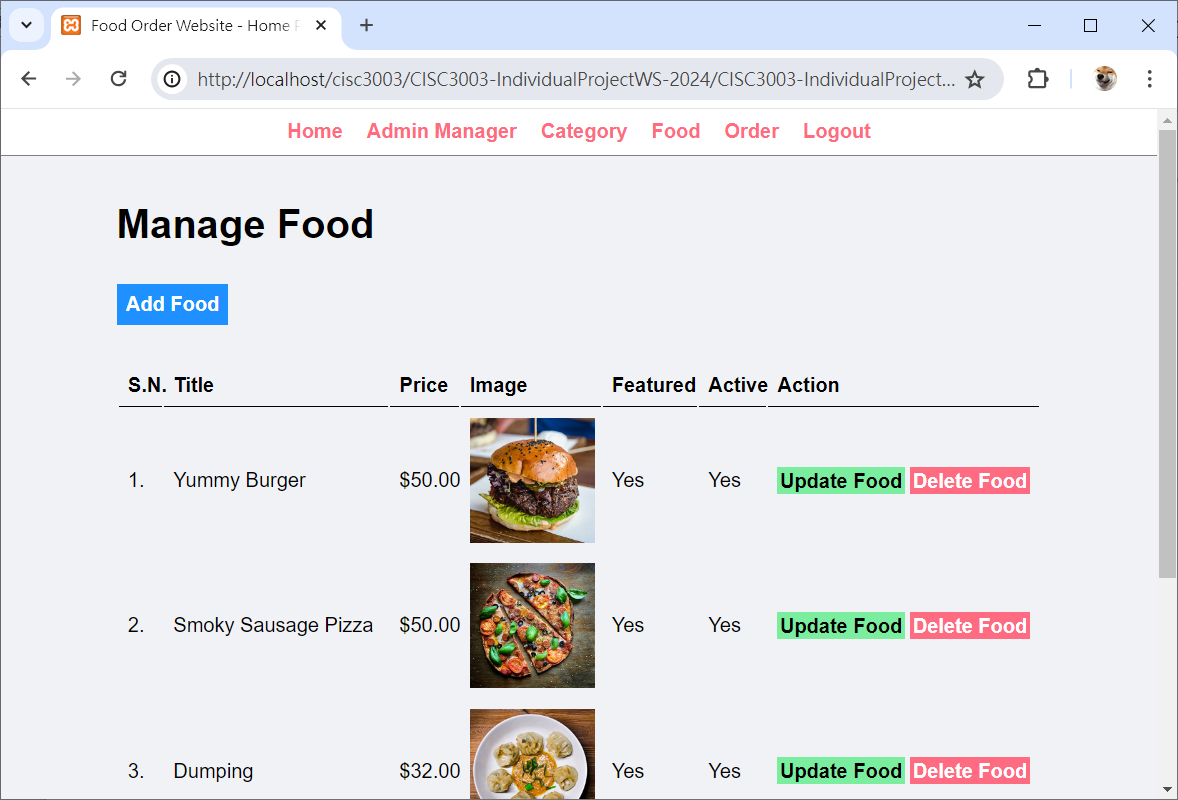 Food Order Website - Home P
http://localhost/cisc3003/CISC3003-IndividualProjectWS-2024/CISC3003-IndividualProject...
Home Admin Manager Category Food Order Logout
Manage Food
Add Food
S.N. Title Price Image Featured Active Action
1. Yummy Burger $50.00 Yes Yes Update Food Delete Food
2. Smoky Sausage Pizza $50.00 Yes Yes Update Food Delete Food
3. Dumping $32.00 Yes Yes Update Food Delete Food